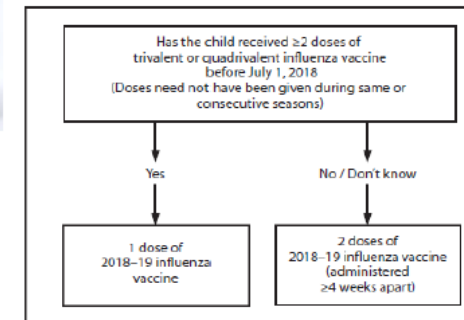 Has the child received ≥2 doses of
trivalent or quadrivalent influenza vaccine
before July 1, 2018
(Doses need not have been given during same or
consecutive seasons)
Yes
No / Don't know
1 dose of
2018–19 influenza
vaccine
2 doses of
2018–19 influenza vaccine
(administered
≥4 weeks apart)